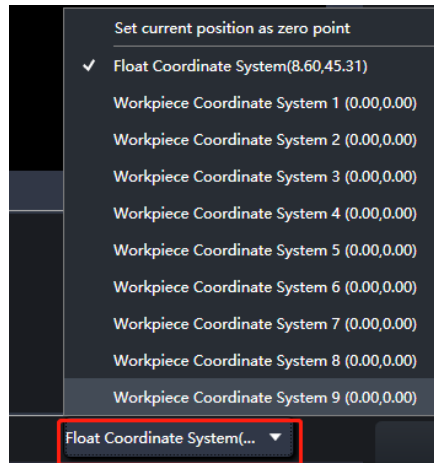 Set current position as zero point
✓ Float Coordinate System(8.60,45.31)
Workpiece Coordinate System 1 (0.00,0.00)
Workpiece Coordinate System 2 (0.00,0.00)
Workpiece Coordinate System 3 (0.00,0.00)
Workpiece Coordinate System 4 (0.00,0.00)
Workpiece Coordinate System 5 (0.00,0.00)
Workpiece Coordinate System 6 (0.00,0.00)
Workpiece Coordinate System 7 (0.00,0.00)
Workpiece Coordinate System 8 (0.00,0.00)
Workpiece Coordinate System 9 (0.00,0.00)
Float Coordinate System(... ▼